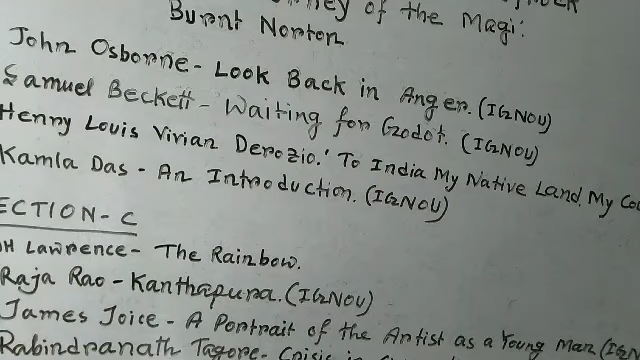 ney of the Magi.
Burnt Norton
John Osborne- Look Back in Anger. (IGNOU)
Samuel Beckett- Waiting for Godot. (IGNOU)
Henry Louis Vivian Derozio: To India My Native Land. My
Kamla Das - An Introduction. (IGNOU)
ECTION-C
H Lawrence- The Rainbow.
Raja Rao - Kanthapura. (IGNOU)
James Joice - A Portrait of the Artist as a Young Man (IG
Rabindranath Tagore- in